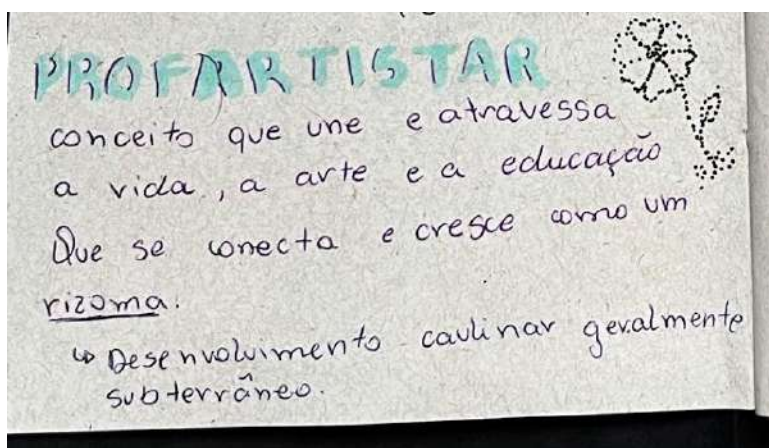 PROFARTISTAR
conceito que une e atravessa
a vida, a arte e a educação
Que se conecta e cresce como um
rizoma.
↳ Desenvolvimento caulinar geralmente
subterrâneo.